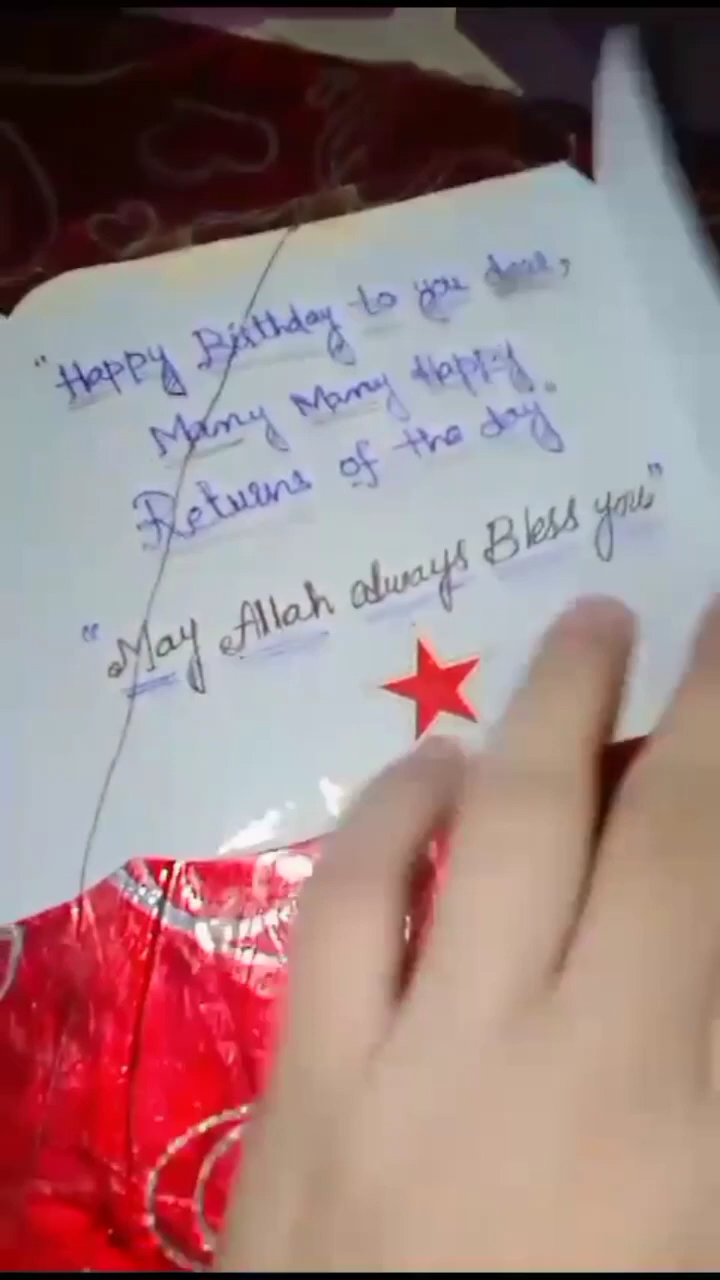 "Happy Birthday to you dear,
Many Many Happy
Returns of the day"
"May Allah always Bless you"